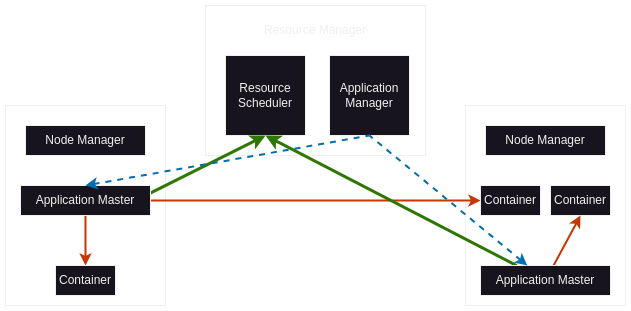 Resource Manager
Resource
Scheduler
Application
Manager
Node Manager
Application Master
Container
Node Manager
Container
Container
Application Master